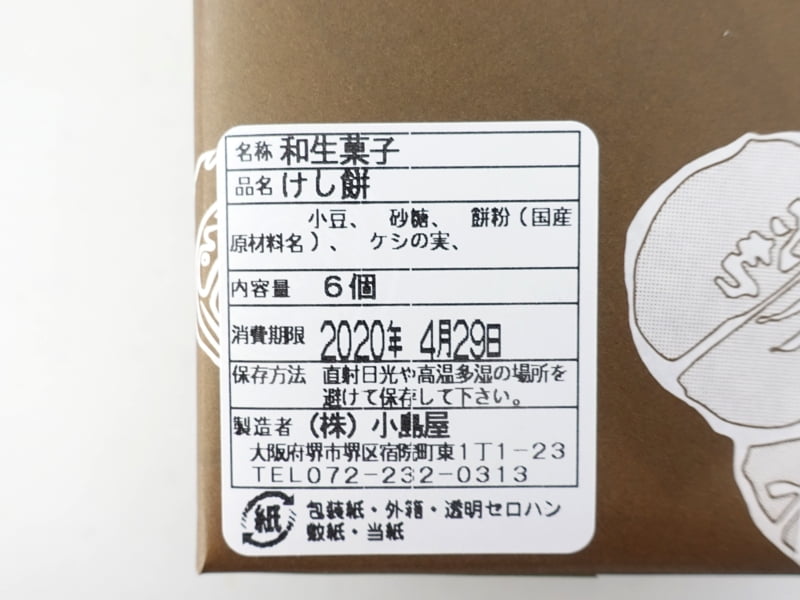 名称 和生菓子
品名 けし餅
小豆、 砂糖、 餅粉（国産
原材料名）、 ケシの実、
内容量 6個
消費期限 2020年 4月29日
保存方法 直射日光や高温多湿の場所を
避けて保存して下さい。
製造者 （株）小島屋
大阪府堺市堺区宿院町東1丁1-23
TEL072-232-0313
紙 包装紙・外箱・透明セロハン
敷紙・当紙